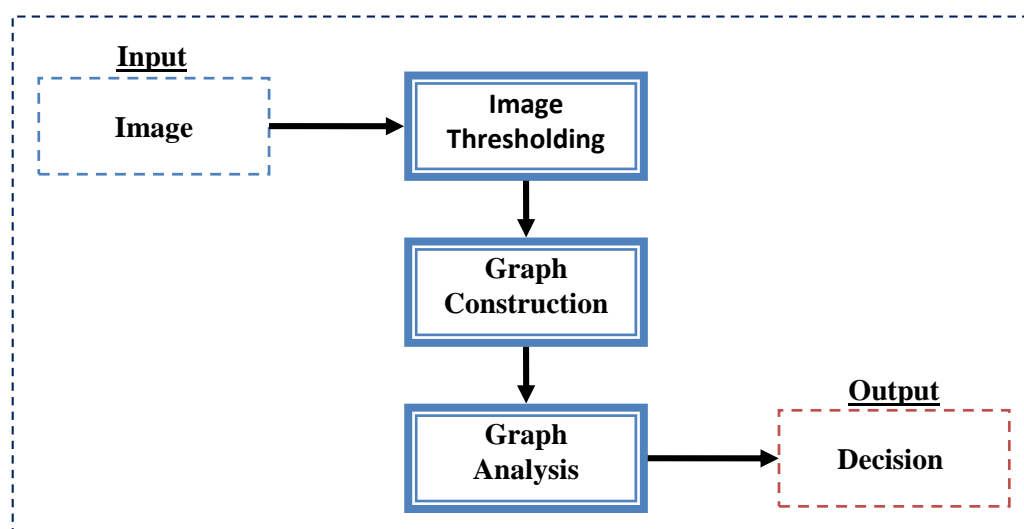 Input
Image
Image
Thresholding
Graph
Construction
Graph
Analysis
Output
Decision